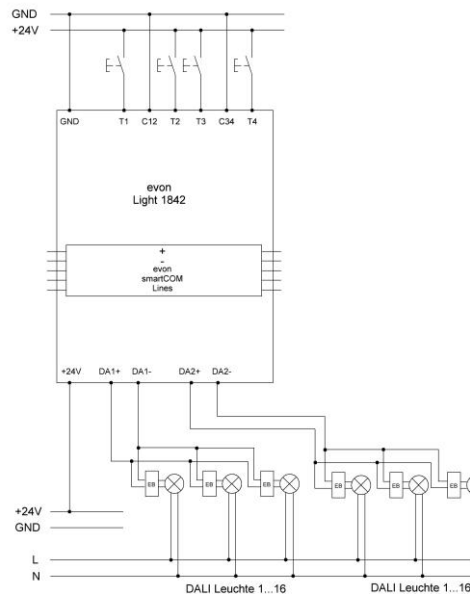 GND
+24V
GND T1 C12 T2 T3 C34 T4
evon
Light 1842
+
-
evon
smartCOM
Lines
+24V DA1+ DA1- DA2+ DA2-
EB EB EB EB EB EB
+24V
GND
L
N
DALI Leuchte 1...16 DALI Leuchte 1...16